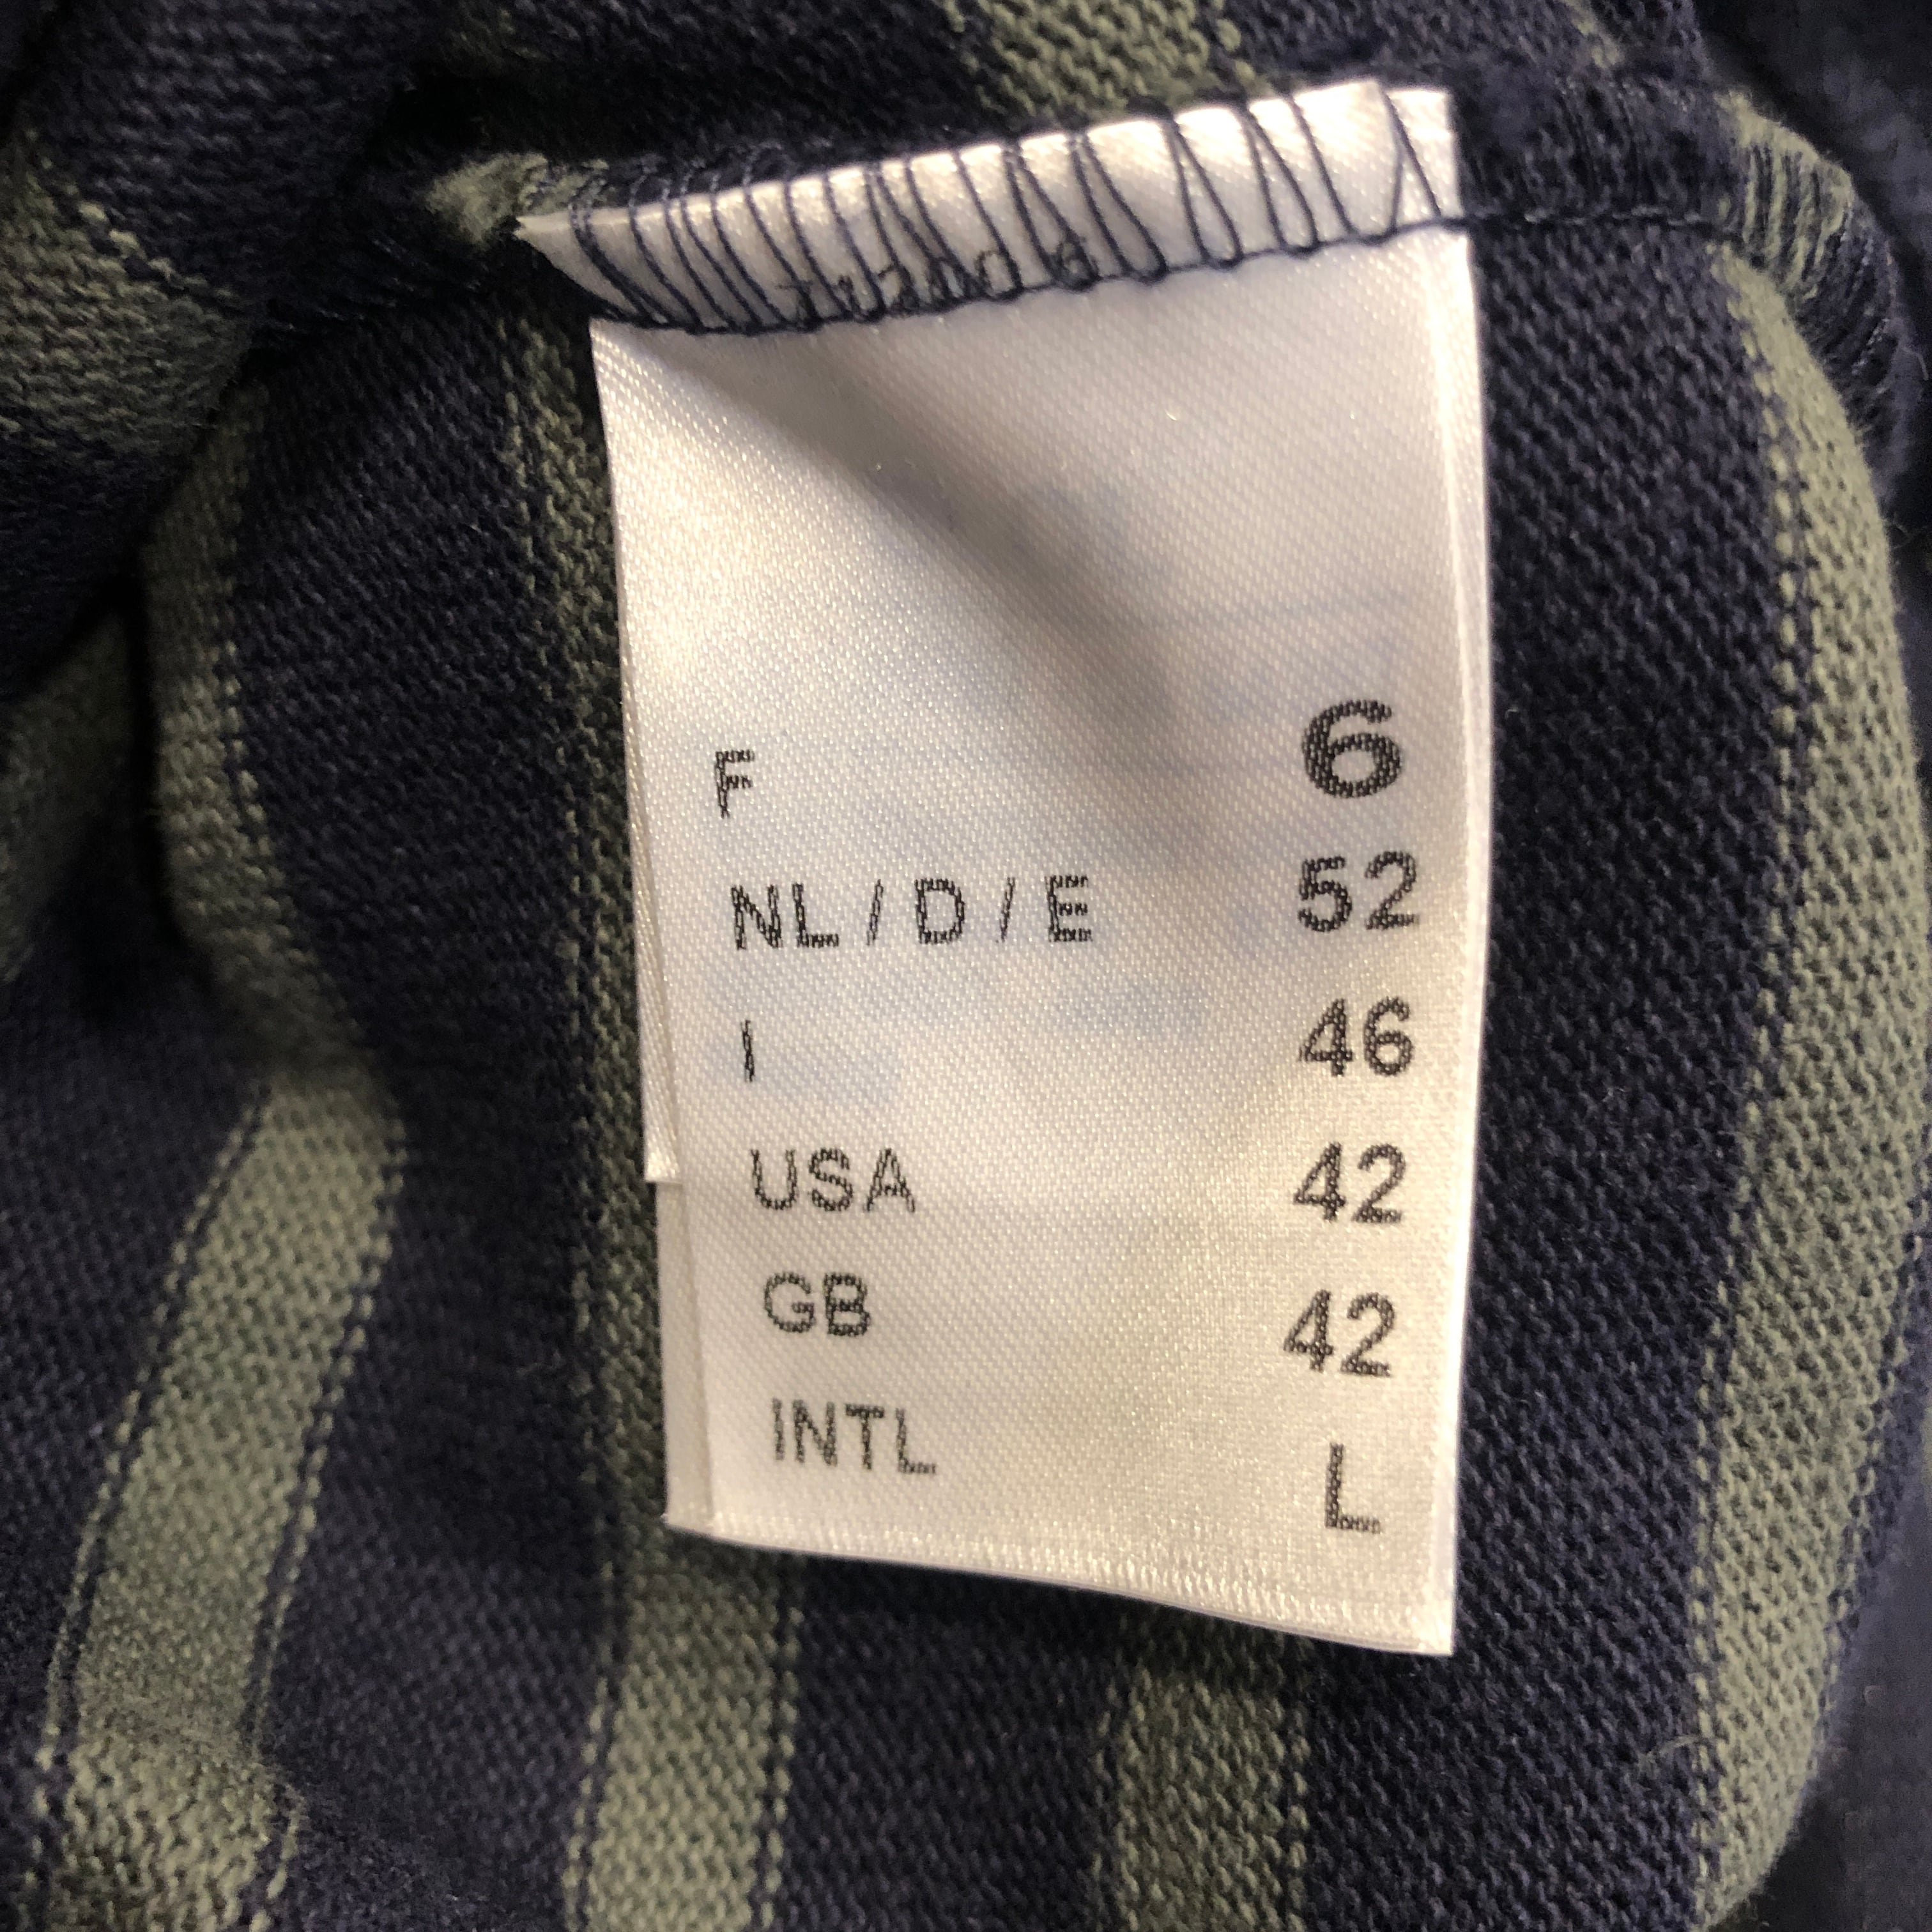 F 6
NL / D / E 52
I 46
USA 42
GB 42
INTL L